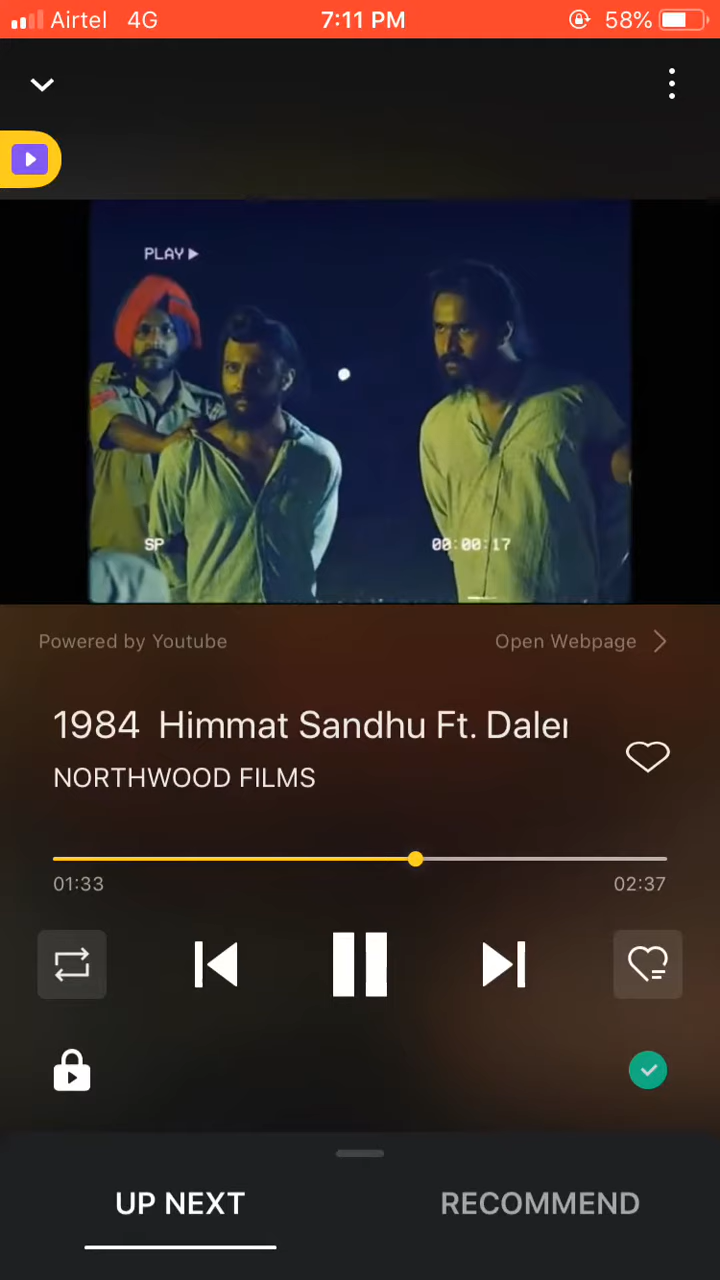 Airtel 4G 7:11 PM 58%
PLAY
SP 00:00:17
Powered by Youtube Open Webpage
1984 Himmat Sandhu Ft. Daler
NORTHWOOD FILMS
01:33 02:37
UP NEXT RECOMMEND